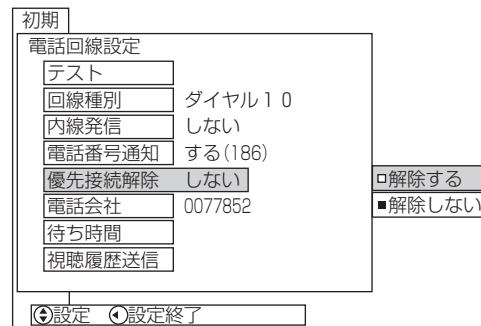 初期
電話回線設定
テスト
回線種別 ダイヤル１０
内線発信 しない
電話番号通知 する(186)
優先接続解除 しない
□解除する
電話会社 0077852
■解除しない
待ち時間
視聴履歴送信
設定 設定終了